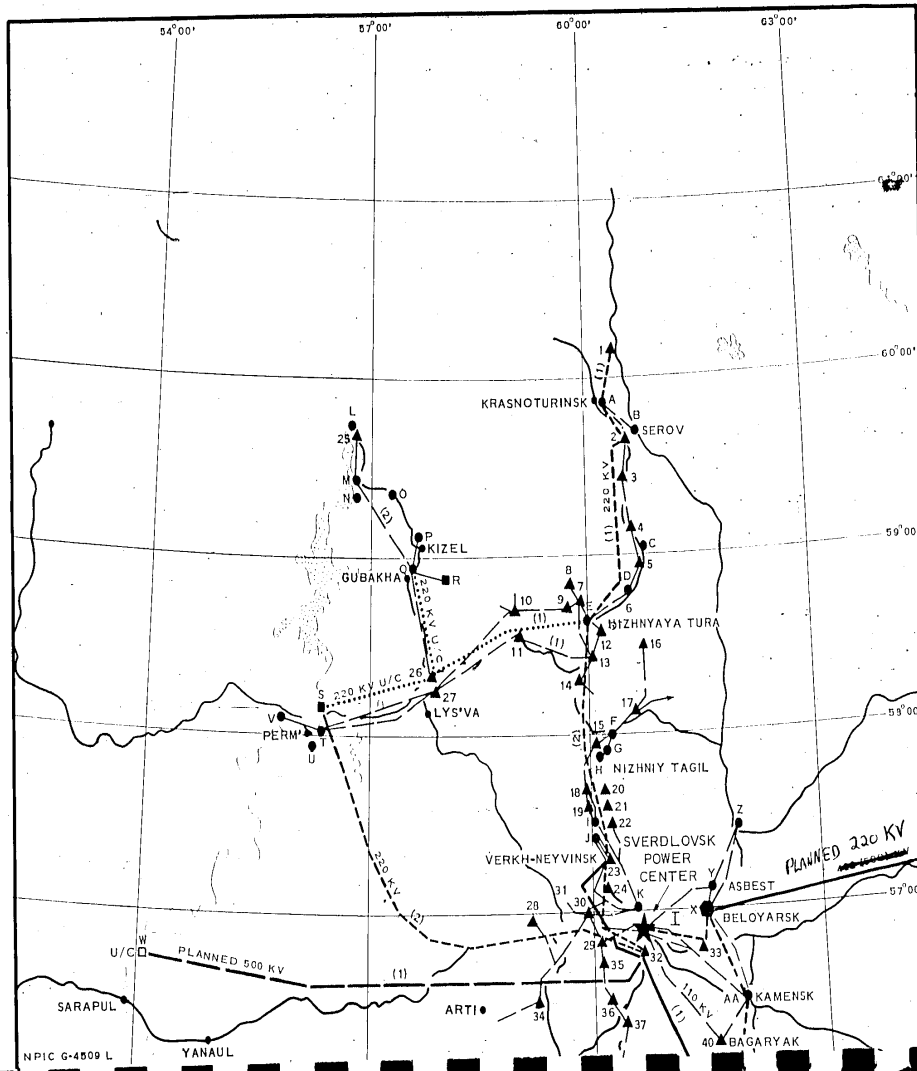 54°00'
57°00'
60°00'
63°00'
61°00'
60°00'
1
(1)
KRASNOTURINSK
A
B
SEROV
2
L
25
3
M
N
O
(2)
(1) 220 KV
4
C
59°00'
P
KIZEL
5
Q
GUBAKHA
R
8
7
D
6
9
10
E
NIZHNYAYA TURA
220 KV U/C
(1)
12
16
11
(1)
13
26
14
220 KV U/C
S
27
17
LYS'VA
V
PERM'
T
U
58°00'
(2)
15
F
G
H
NIZHNIY TAGIL
18
20
19
21
22
Z
J
SVERDLOVSK
POWER
CENTER
VERKH-NEYVINSK
23
PLANNED 220 KV
Y
ASBEST
24
K
31
30
X
57°00'
BELOYARSK
I
28
220 KV
(2)
29
32
33
W
U/C
PLANNED 500 KV
(1)
35
SARAPUL
ARTI
34
36
37
110 KV
(1)
AA
KAMENSK
40
BAGARYAK
YANAUL
NPIC G-4509 L